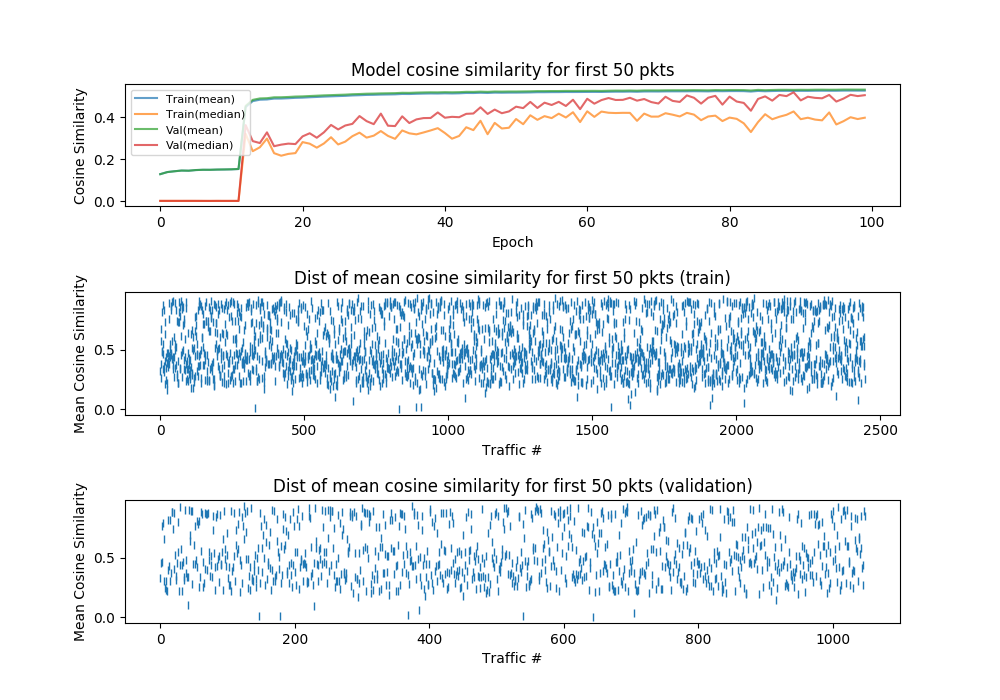 Model cosine similarity for first 50 pkts
Cosine Similarity
0.4
0.2
0.0
Train(mean)
Train(median)
Val(mean)
Val(median)
0 20 40 60 80 100
Epoch
Dist of mean cosine similarity for first 50 pkts (train)
Mean Cosine Similarity
0.5
0.0
0 500 1000 1500 2000 2500
Traffic #
Dist of mean cosine similarity for first 50 pkts (validation)
Mean Cosine Similarity
0.5
0.0
0 200 400 600 800 1000
Traffic #